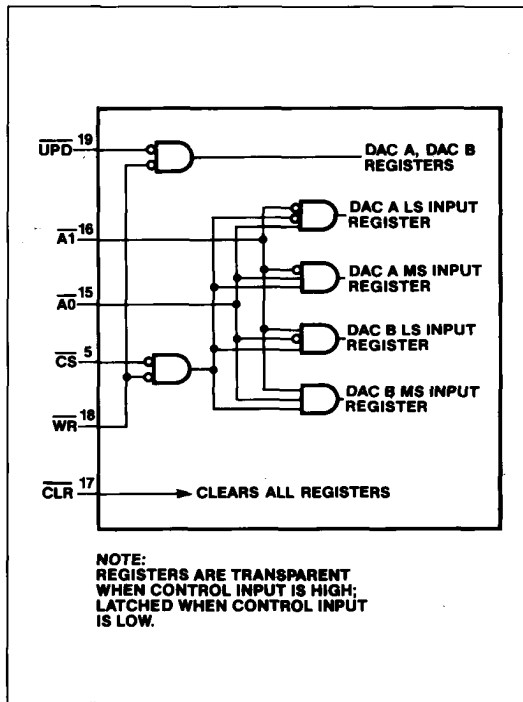 UPD 19
DAC A, DAC B
REGISTERS
DAC A LS INPUT
REGISTER
A1 16
DAC A MS INPUT
REGISTER
A0 15
DAC B LS INPUT
REGISTER
CS 5
DAC B MS INPUT
REGISTER
WR 18
CLR 17
CLEARS ALL REGISTERS
NOTE:
REGISTERS ARE TRANSPARENT
WHEN CONTROL INPUT IS HIGH;
LATCHED WHEN CONTROL INPUT
IS LOW.